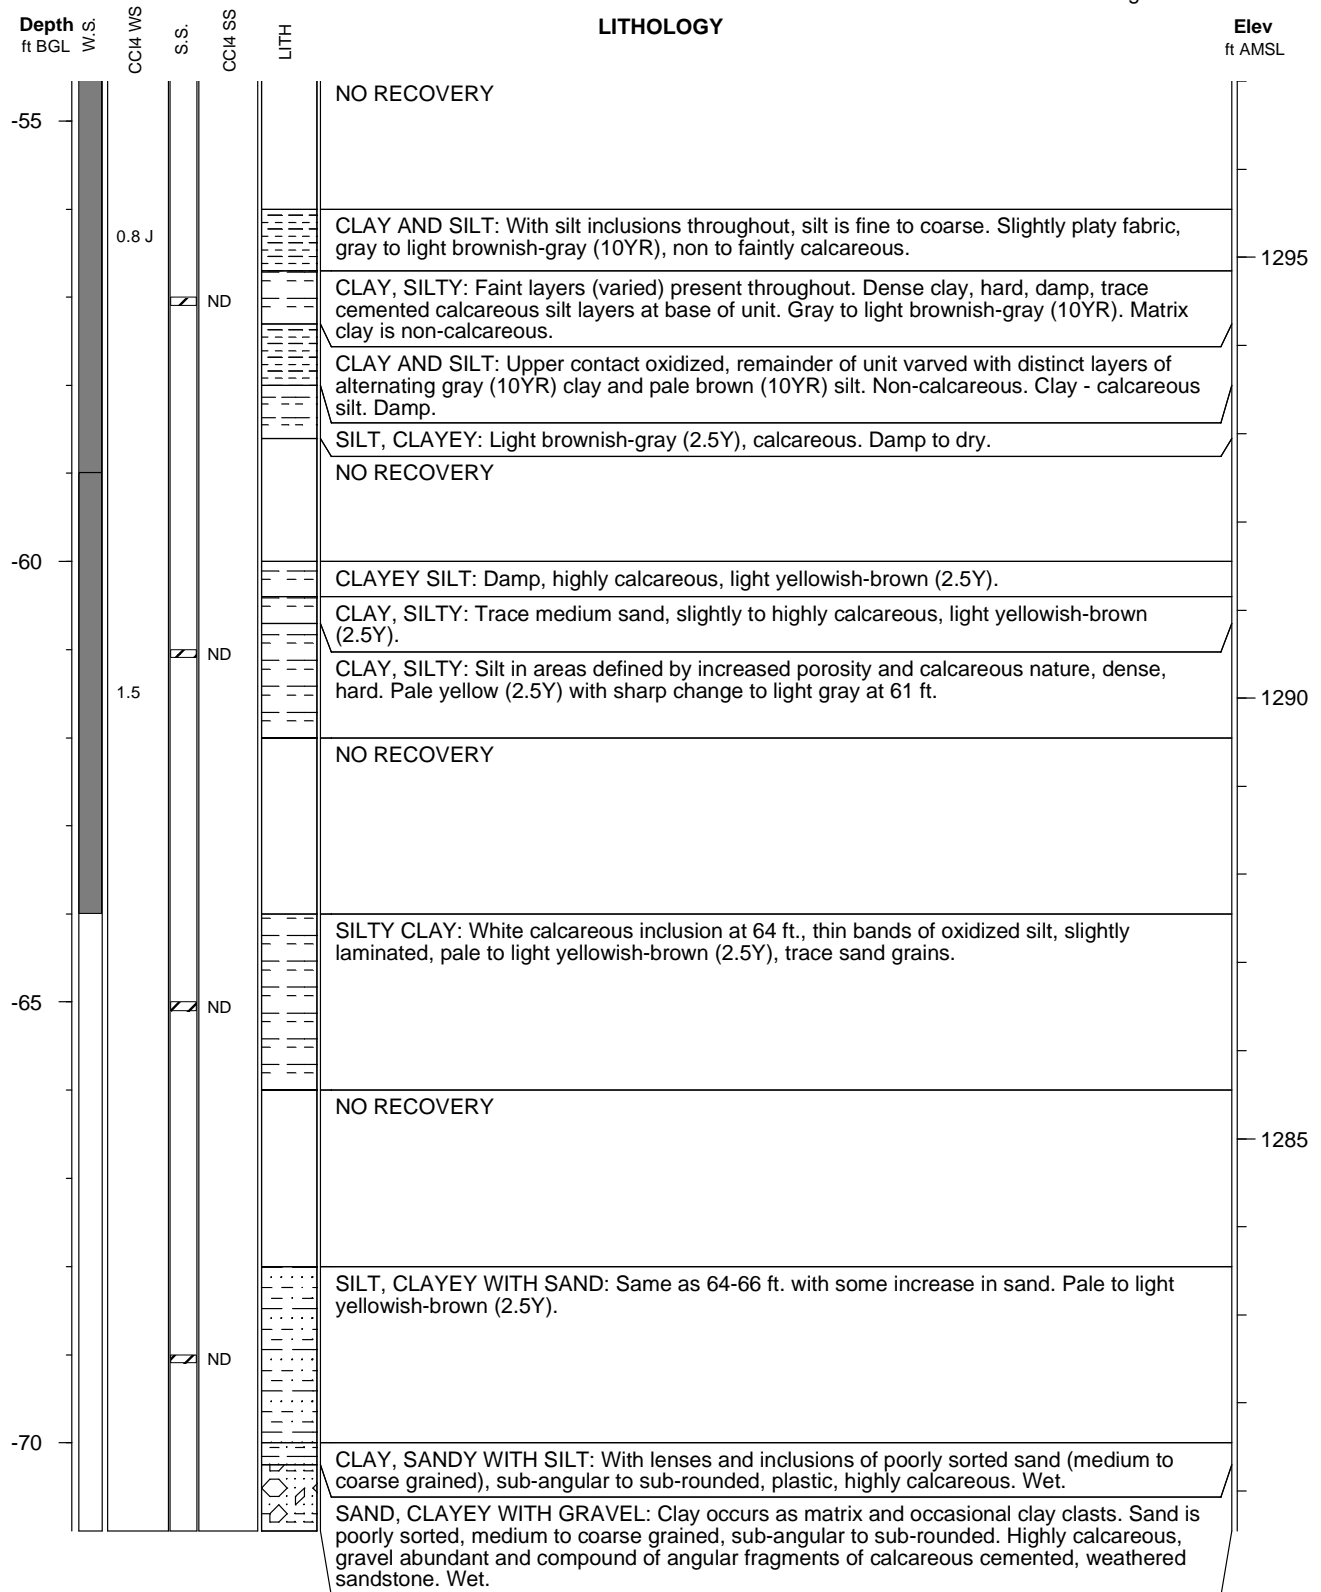 Depth
ft BGL
W.S.
CCl4 WS
S.S.
CCl4 SS
LITH
LITHOLOGY
Elev
ft AMSL
NO RECOVERY
-55
CLAY AND SILT: With silt inclusions throughout, silt is fine to coarse. Slightly platy fabric,
gray to light brownish-gray (10YR), non to faintly calcareous.
0.8 J
1295
CLAY, SILTY: Faint layers (varied) present throughout. Dense clay, hard, damp, trace
cemented calcareous silt layers at base of unit. Gray to light brownish-gray (10YR). Matrix
clay is non-calcareous.
ND
CLAY AND SILT: Upper contact oxidized, remainder of unit varved with distinct layers of
alternating gray (10YR) clay and pale brown (10YR) silt. Non-calcareous. Clay - calcareous
silt. Damp.
SILT, CLAYEY: Light brownish-gray (2.5Y), calcareous. Damp to dry.
NO RECOVERY
-60
CLAYEY SILT: Damp, highly calcareous, light yellowish-brown (2.5Y).
CLAY, SILTY: Trace medium sand, slightly to highly calcareous, light yellowish-brown
(2.5Y).
ND
CLAY, SILTY: Silt in areas defined by increased porosity and calcareous nature, dense,
hard. Pale yellow (2.5Y) with sharp change to light gray at 61 ft.
1.5
1290
NO RECOVERY
SILTY CLAY: White calcareous inclusion at 64 ft., thin bands of oxidized silt, slightly
laminated, pale to light yellowish-brown (2.5Y), trace sand grains.
-65
ND
NO RECOVERY
1285
SILT, CLAYEY WITH SAND: Same as 64-66 ft. with some increase in sand. Pale to light
yellowish-brown (2.5Y).
ND
-70
CLAY, SANDY WITH SILT: With lenses and inclusions of poorly sorted sand (medium to
coarse grained), sub-angular to sub-rounded, plastic, highly calcareous. Wet.
SAND, CLAYEY WITH GRAVEL: Clay occurs as matrix and occasional clay clasts. Sand is
poorly sorted, medium to coarse grained, sub-angular to sub-rounded. Highly calcareous,
gravel abundant and compound of angular fragments of calcareous cemented, weathered
sandstone. Wet.